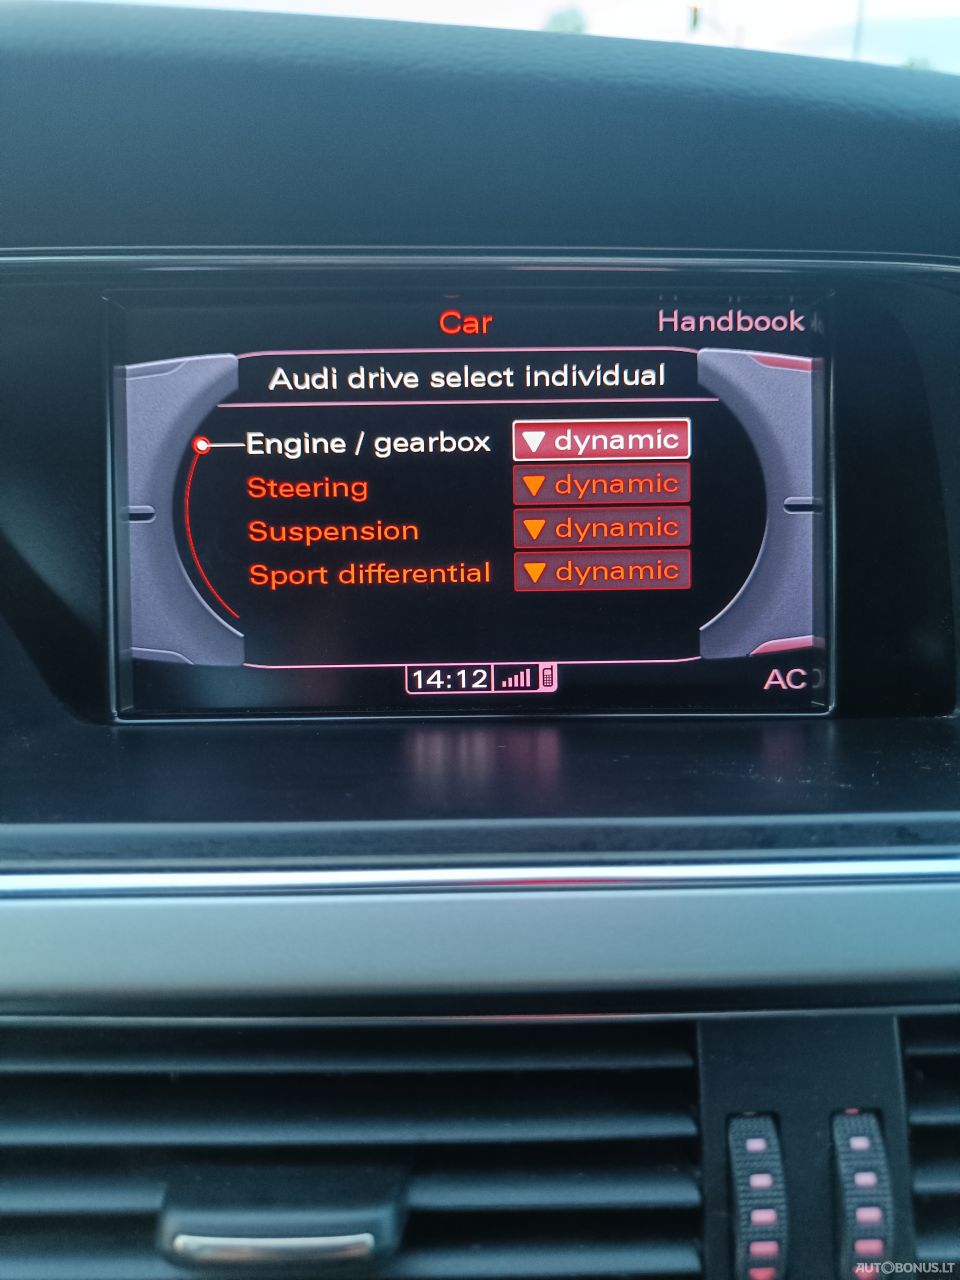 Car
Handbook
Audi drive select individual
Engine / gearbox ▼ dynamic
Steering ▼ dynamic
Suspension ▼ dynamic
Sport differential ▼ dynamic
14:12
AC
AUTOBONUS.LT